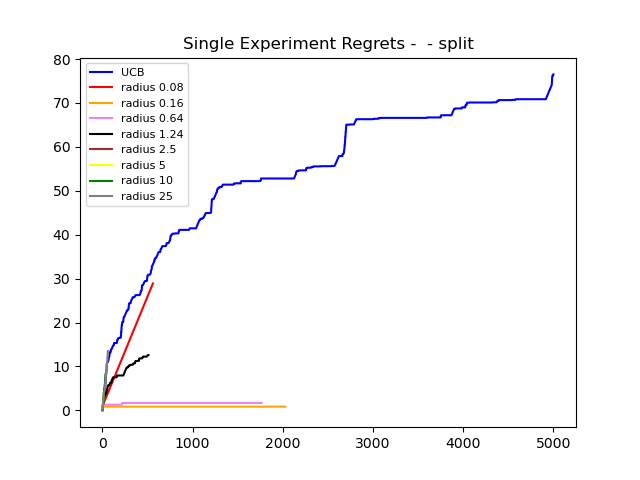 Single Experiment Regrets -  - split
80
70
60
50
40
30
20
10
0
UCB
radius 0.08
radius 0.16
radius 0.64
radius 1.24
radius 2.5
radius 5
radius 10
radius 25
0 1000 2000 3000 4000 5000